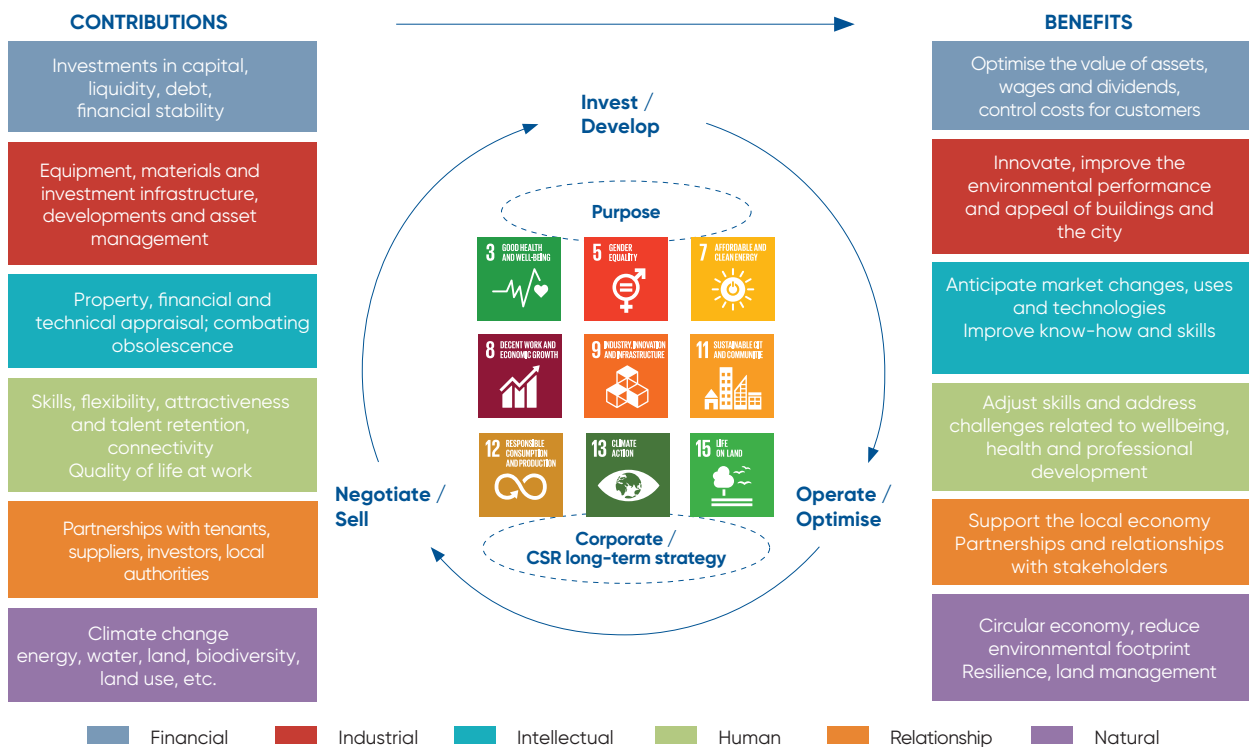 CONTRIBUTIONS
BENEFITS
Investments in capital,
liquidity, debt,
financial stability
Equipment, materials and
investment infrastructure,
developments and asset
management
Property, financial and
technical appraisal; combating
obsolescence
Skills, flexibility, attractiveness
and talent retention,
connectivity
Quality of life at work
Partnerships with tenants,
suppliers, investors, local
authorities
Climate change
energy, water, land, biodiversity,
land use, etc.
Invest /
Develop
Purpose
3 GOOD HEALTH
AND WELL-BEING
5 GENDER
EQUALITY
7 AFFORDABLE AND
CLEAN ENERGY
8 DECENT WORK AND
ECONOMIC GROWTH
9 INDUSTRY, INNOVATION
AND INFRASTRUCTURE
11 SUSTAINABLE CIT
AND COMMUNITIE
12 RESPONSIBLE
CONSUMPTION
AND PRODUCTION
13 CLIMATE
ACTION
15 LIFE
ON LAND
Negotiate /
Sell
Operate /
Optimise
Corporate /
CSR long-term strategy
Optimise the value of assets,
wages and dividends,
control costs for customers
Innovate, improve the
environmental performance
and appeal of buildings and
the city
Anticipate market changes, uses
and technologies
Improve know-how and skills
Adjust skills and address
challenges related to wellbeing,
health and professional
development
Support the local economy
Partnerships and relationships
with stakeholders
Circular economy, reduce
environmental footprint
Resilience, land management
Financial
Industrial
Intellectual
Human
Relationship
Natural